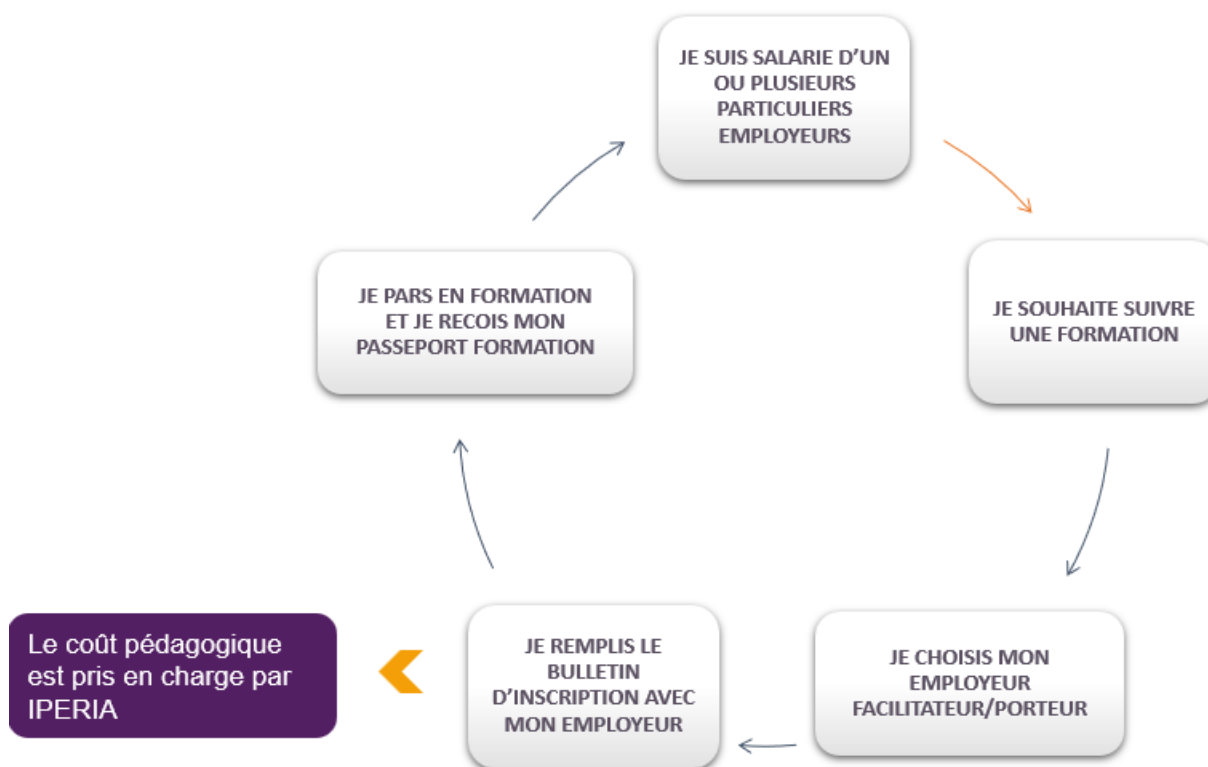 JE SUIS SALARIE D’UN
OU PLUSIEURS
PARTICULIERS
EMPLOYEURS
JE SOUHAITE SUIVRE
UNE FORMATION
JE CHOISIS MON
EMPLOYEUR
FACILITATEUR/PORTEUR
JE REMPLIS LE
BULLETIN
D’INSCRIPTION AVEC
MON EMPLOYEUR
Le coût pédagogique
est pris en charge par
IPERIA
JE PARS EN FORMATION
ET JE RECOIS MON
PASSEPORT FORMATION